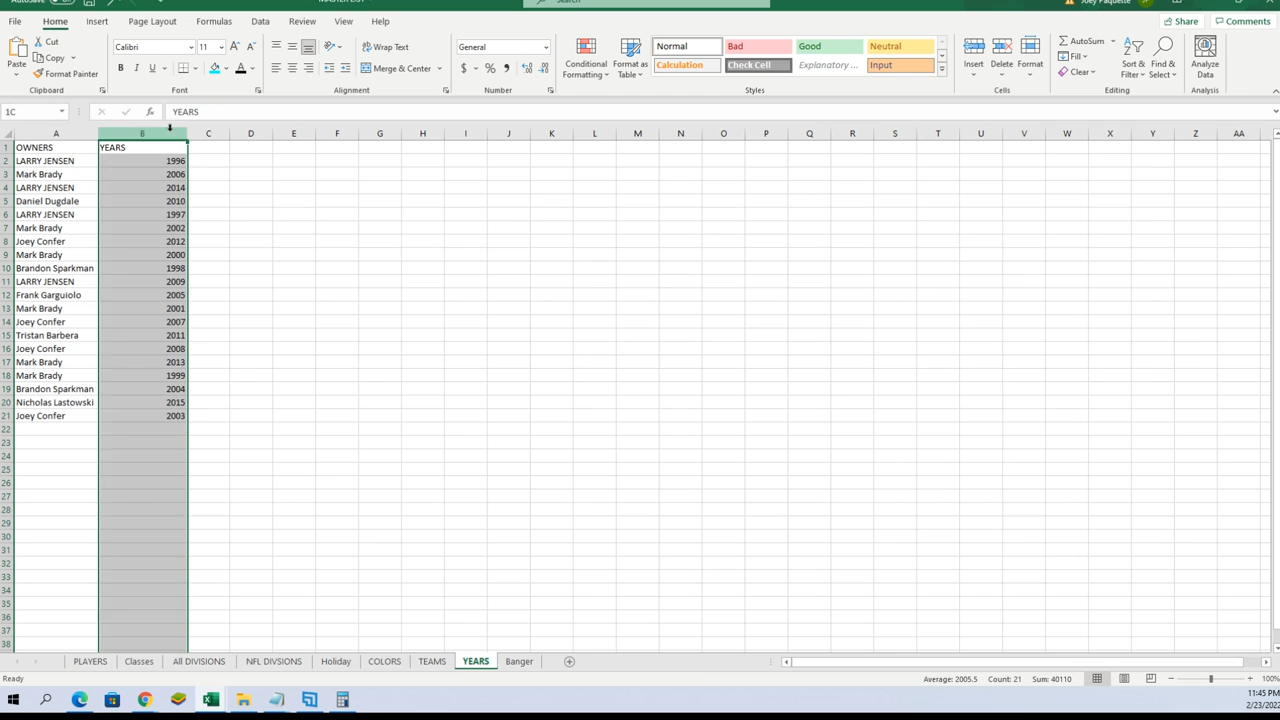 AutoSave Off MASTER LIST Search Joey Paquette JP
File Home Insert Page Layout Formulas Data Review View Help Share Comments
Paste Cut Copy Format Painter Clipboard
Calibri 11 A A B I U A Font
Wrap Text Merge & Center Alignment
General $ % Number
Conditional Formatting Format as Table Normal Bad Good Neutral Calculation Check Cell Explanatory ... Input Styles
Insert Delete Format Cells
AutoSum Fill Clear Sort & Filter Find & Select Editing
Analyze Data Analysis
1C fx YEARS
A B C D E F G H I J K L M N O P Q R S T U V W X Y Z AA
1 OWNERS YEARS
2 LARRY JENSEN 1996
3 Mark Brady 2006
4 LARRY JENSEN 2014
5 Daniel Dugdale 2010
6 LARRY JENSEN 1997
7 Mark Brady 2002
8 Joey Confer 2012
9 Mark Brady 2000
10 Brandon Sparkman 1998
11 LARRY JENSEN 2009
12 Frank Garguiolo 2005
13 Mark Brady 2001
14 Joey Confer 2007
15 Tristan Barbera 2011
16 Joey Confer 2008
17 Mark Brady 2013
18 Mark Brady 1999
19 Brandon Sparkman 2004
20 Nicholas Lastowski 2015
21 Joey Confer 2003
22
23
24
25
26
27
28
29
30
31
32
33
34
35
36
37
38
PLAYERS Classes All DIVISIONS NFL DIVSIONS Holiday COLORS TEAMS YEARS Banger
Ready Average: 2005.5 Count: 21 Sum: 40110 100%
11:45 PM